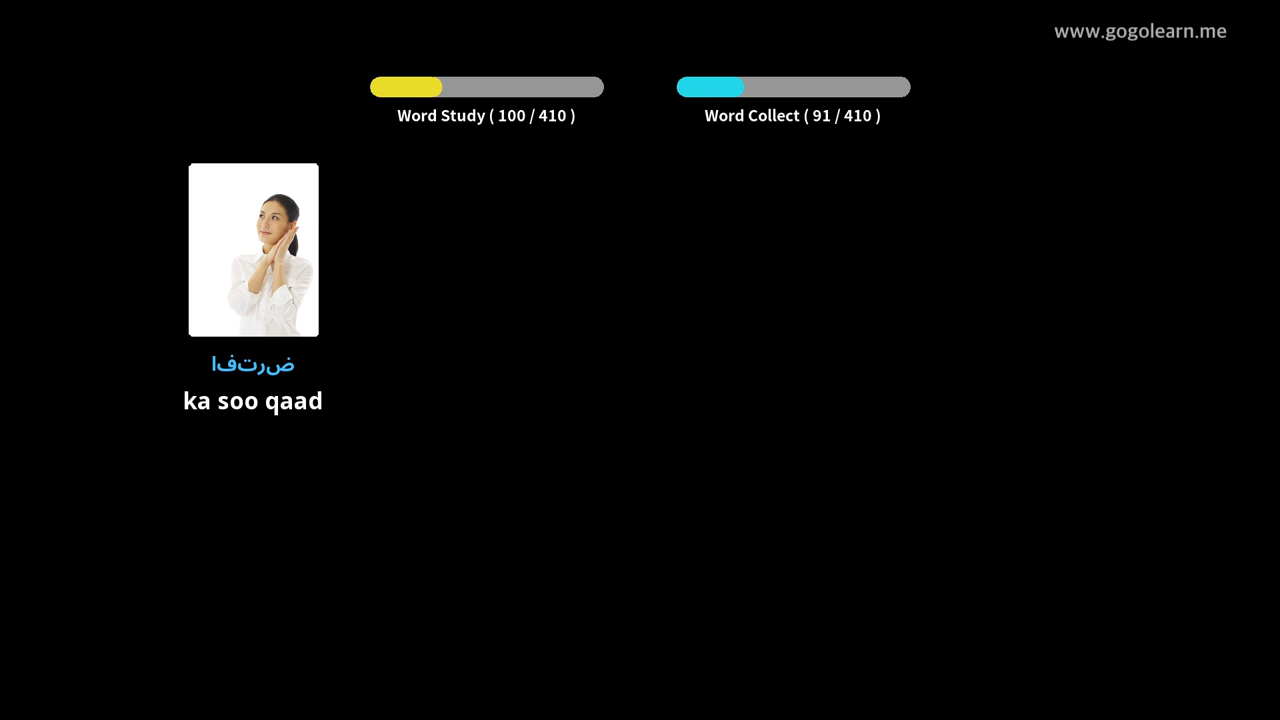 www.gogolearn.me
Word Study ( 100 / 410 )
Word Collect ( 91 / 410 )
افترض
ka soo qaad